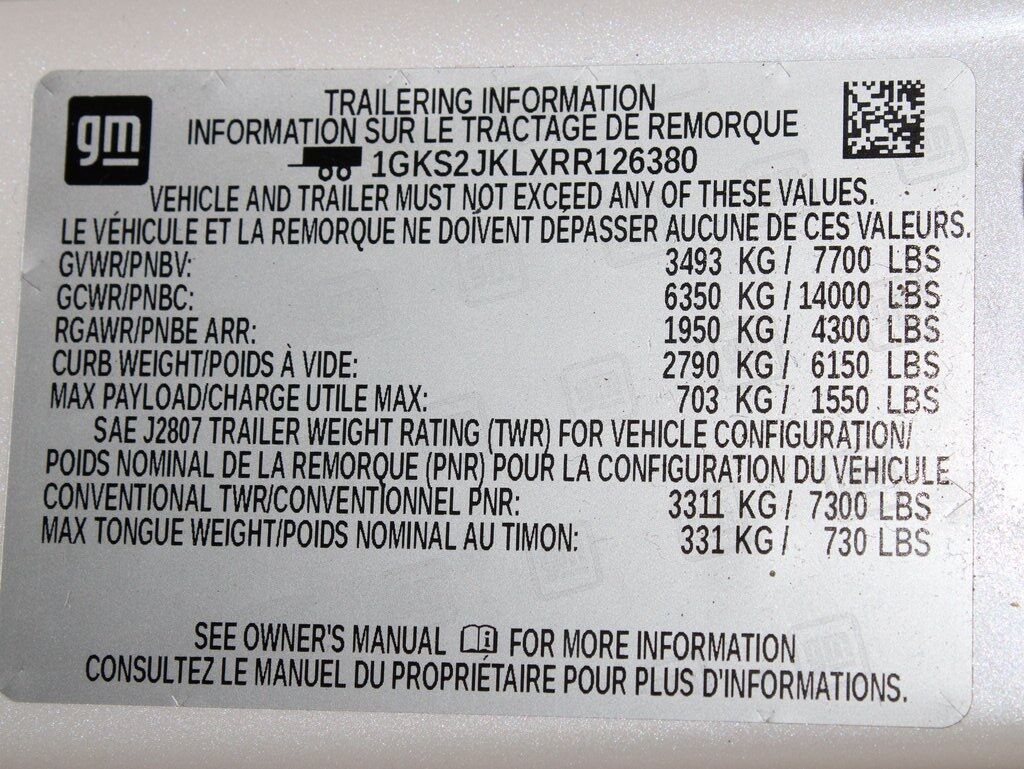 gm
TRAILERING INFORMATION
INFORMATION SUR LE TRACTAGE DE REMORQUE
1GKS2JKLXRR126380
VEHICLE AND TRAILER MUST NOT EXCEED ANY OF THESE VALUES.
LE VÉHICULE ET LA REMORQUE NE DOIVENT DÉPASSER AUCUNE DE CES VALEURS.
GVWR/PNBV: 3493 KG / 7700 LBS
GCWR/PNBC: 6350 KG / 14000 LBS
RGAWR/PNBE ARR: 1950 KG / 4300 LBS
CURB WEIGHT/POIDS À VIDE: 2790 KG / 6150 LBS
MAX PAYLOAD/CHARGE UTILE MAX: 703 KG / 1550 LBS
SAE J2807 TRAILER WEIGHT RATING (TWR) FOR VEHICLE CONFIGURATION/
POIDS NOMINAL DE LA REMORQUE (PNR) POUR LA CONFIGURATION DU VÉHICULE
CONVENTIONAL TWR/CONVENTIONNEL PNR: 3311 KG / 7300 LBS
MAX TONGUE WEIGHT/POIDS NOMINAL AU TIMON: 331 KG / 730 LBS
SEE OWNER'S MANUAL FOR MORE INFORMATION
CONSULTEZ LE MANUEL DU PROPRIÉTAIRE POUR PLUS D'INFORMATIONS.